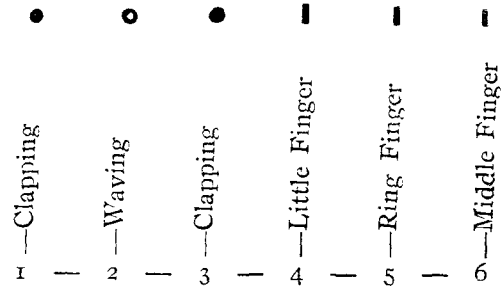 —Clapping
—Waving
—Clapping
—Little Finger
—Ring Finger
—Middle Finger
1 — 2 — 3 — 4 — 5 — 6